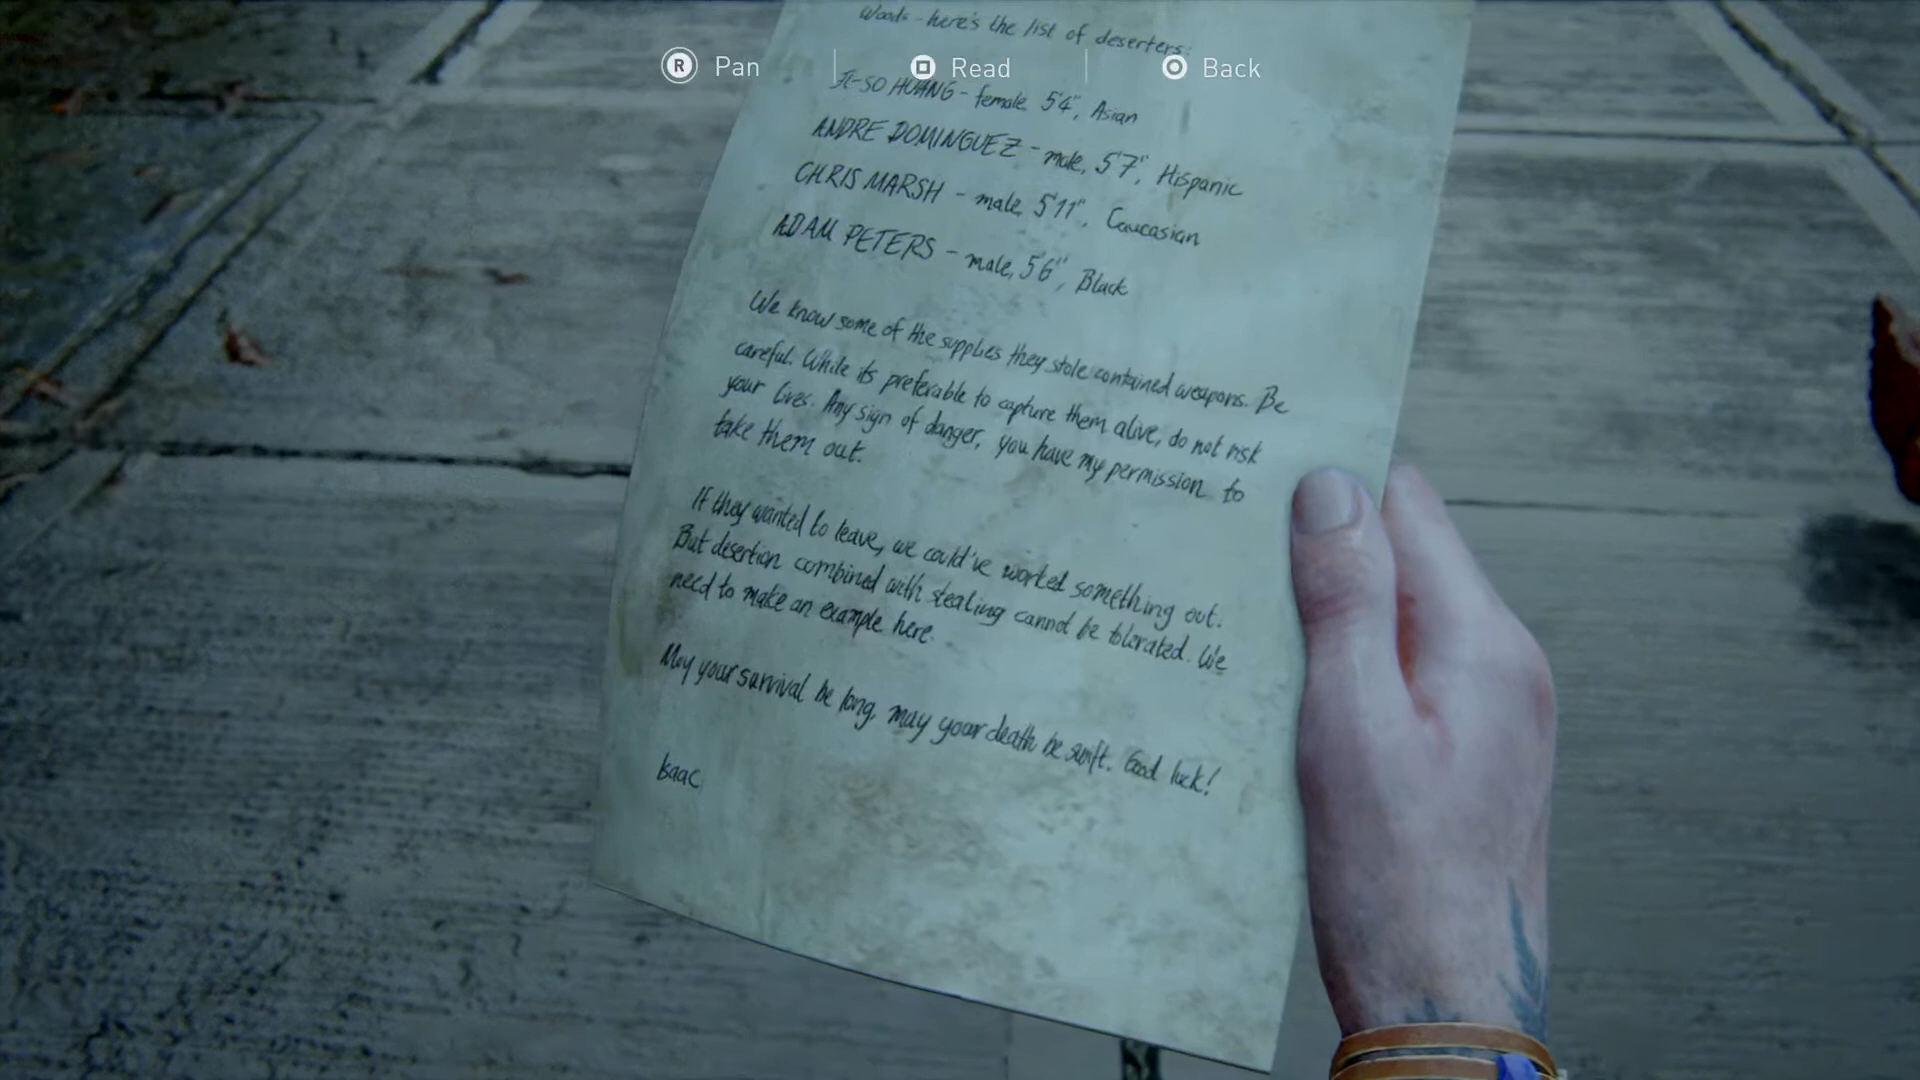 Woods - here's the list of deserters:
R Pan Read Back
JI-SO HUANG - female, 5'4", Asian
ANDRE DOMINGUEZ - male, 5'7", Hispanic
CHRIS MARSH - male, 5'11", Caucasian
ADAM PETERS - male, 5'6", Black
We know some of the supplies they stole contained weapons. Be
careful. While its preferable to capture them alive, do not risk
your lives. Any sign of danger, you have my permission to
take them out.
If they wanted to leave, we could've worked something out.
But desertion combined with stealing cannot be tolerated. We
need to make an example here.
May your survival be long, may your death be swift. Good luck!
Isaac